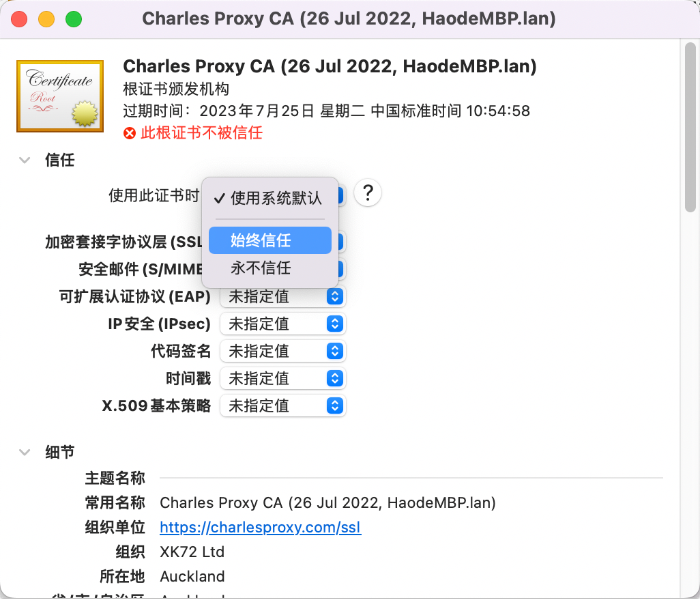 Charles Proxy CA (26 Jul 2022, HaodeMBP.lan)
Certificate
Root
Charles Proxy CA (26 Jul 2022, HaodeMBP.lan)
根证书颁发机构
过期时间：2023年7月25日 星期二 中国标准时间 10:54:58
此根证书不被信任
信任
使用此证书时
✓ 使用系统默认
?
始终信任
永不信任
加密套接字协议层 (SSL
安全邮件 (S/MIME
可扩展认证协议 (EAP) 未指定值
IP 安全 (IPsec) 未指定值
代码签名 未指定值
时间戳 未指定值
X.509 基本策略 未指定值
细节
主题名称
常用名称 Charles Proxy CA (26 Jul 2022, HaodeMBP.lan)
组织单位 https://charlesproxy.com/ssl
组织 XK72 Ltd
所在地 Auckland